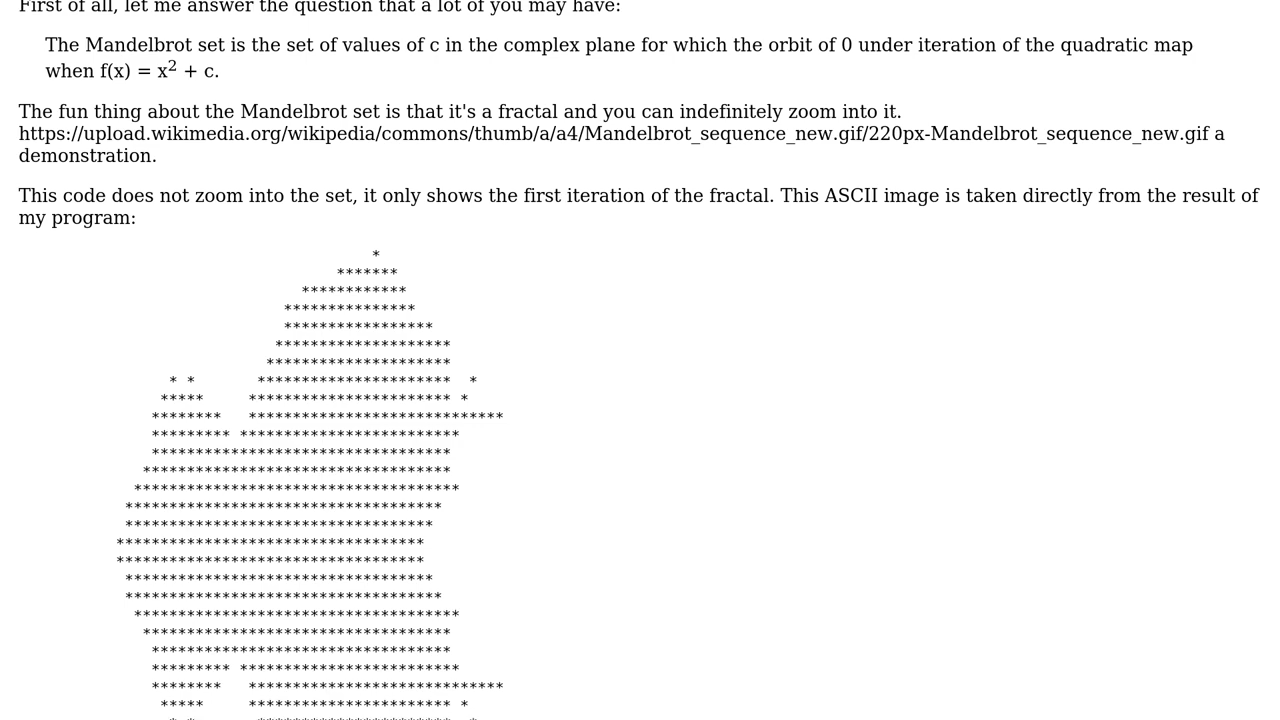 First of all, let me answer the question that a lot of you may have:
The Mandelbrot set is the set of values of c in the complex plane for which the orbit of 0 under iteration of the quadratic map
when f(x) = x² + c.
The fun thing about the Mandelbrot set is that it's a fractal and you can indefinitely zoom into it.
https://upload.wikimedia.org/wikipedia/commons/thumb/a/a4/Mandelbrot_sequence_new.gif/220px-Mandelbrot_sequence_new.gif a
demonstration.
This code does not zoom into the set, it only shows the first iteration of the fractal. This ASCII image is taken directly from the result of
my program:
                                        *
                                    *******
                                ************
                              ***************
                              *****************
                             ********************
                            *********************
                 * *       **********************  *
                *****     *********************** *
               ********   *****************************
               ********* *************************
               **********************************
              ***********************************
             *************************************
            ************************************
            ***********************************
           ***********************************
           ***********************************
            ***********************************
            ************************************
             *************************************
              ***********************************
               **********************************
               ********* *************************
               ********   *****************************
                *****     *********************** *
                 * *       **********************  *